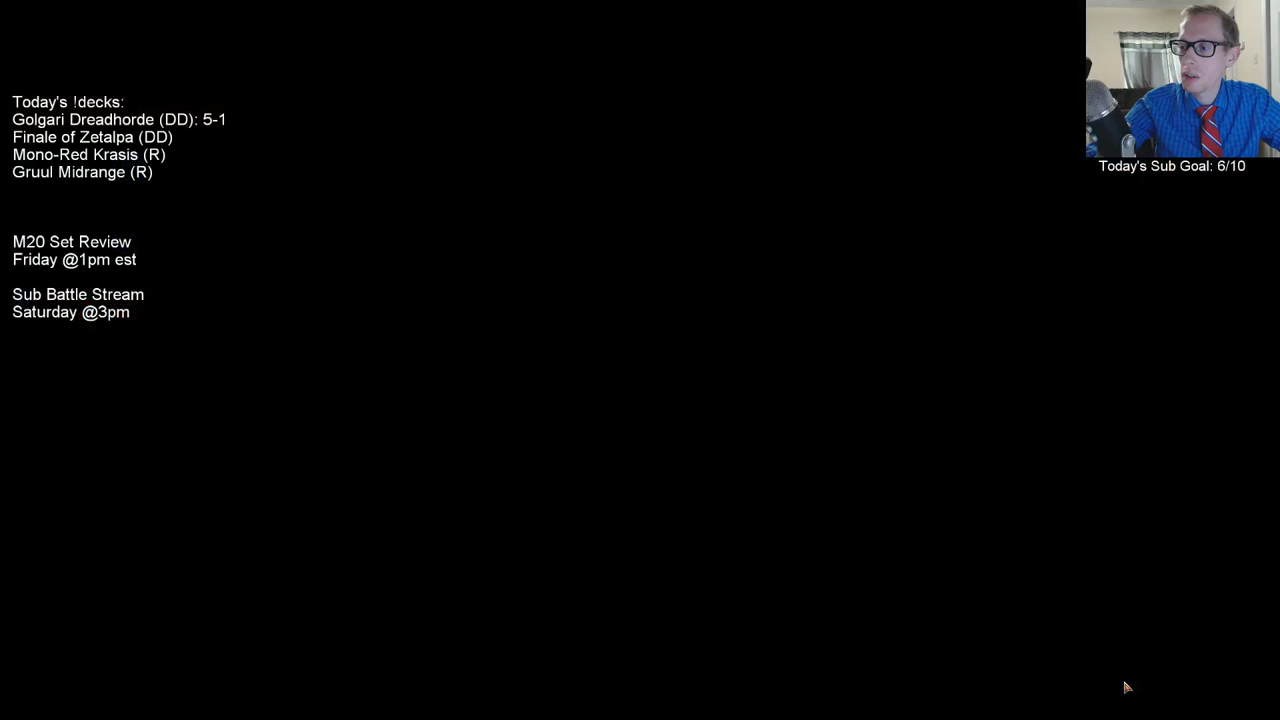 Today's !decks:
Golgari Dreadhorde (DD): 5-1
Finale of Zetalpa (DD)
Mono-Red Krasis (R)
Gruul Midrange (R)
M20 Set Review
Friday @1pm est
Sub Battle Stream
Saturday @3pm
Today's Sub Goal: 6/10